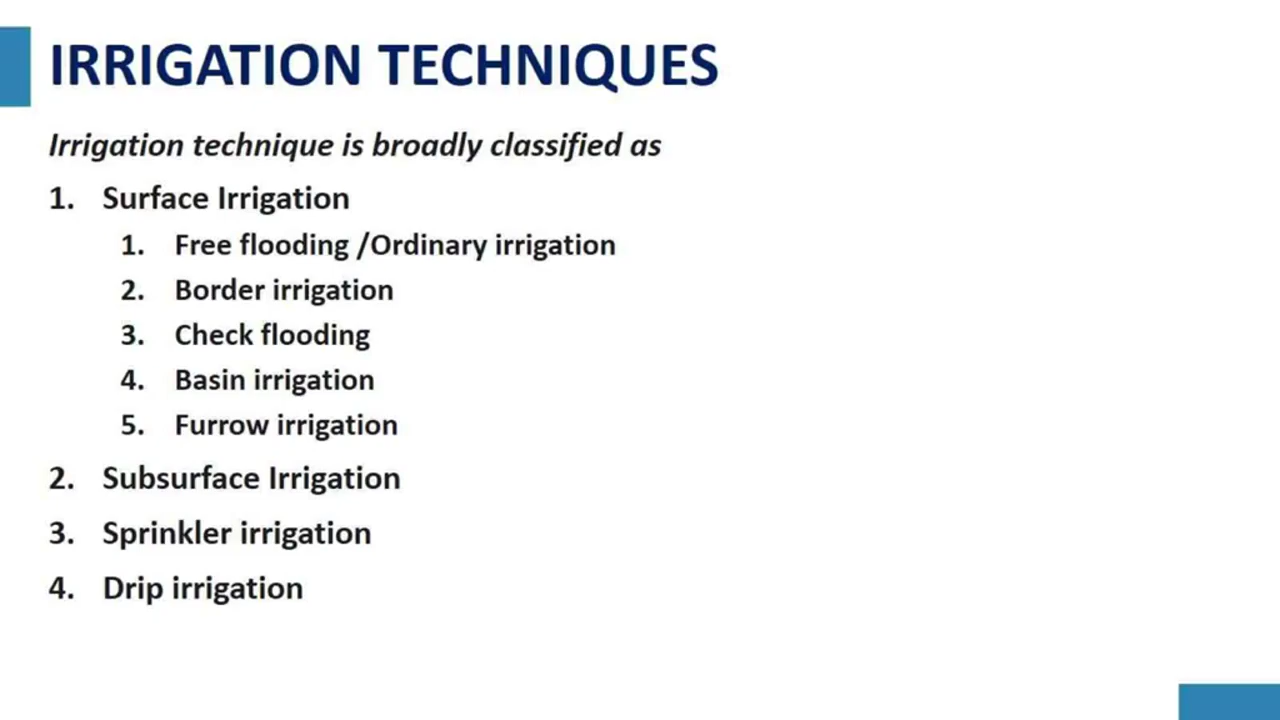 IRRIGATION TECHNIQUES
Irrigation technique is broadly classified as
1. Surface Irrigation
1. Free flooding /Ordinary irrigation
2. Border irrigation
3. Check flooding
4. Basin irrigation
5. Furrow irrigation
2. Subsurface Irrigation
3. Sprinkler irrigation
4. Drip irrigation